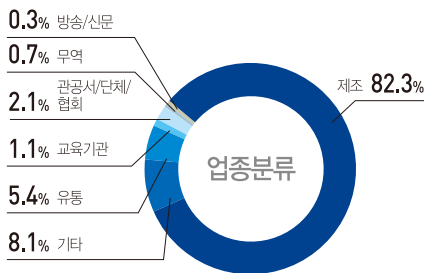 0.3% 방송/신문
0.7% 무역
2.1% 관공서/단체/
협회
1.1% 교육기관
5.4% 유통
8.1% 기타
제조 82.3%
업종분류